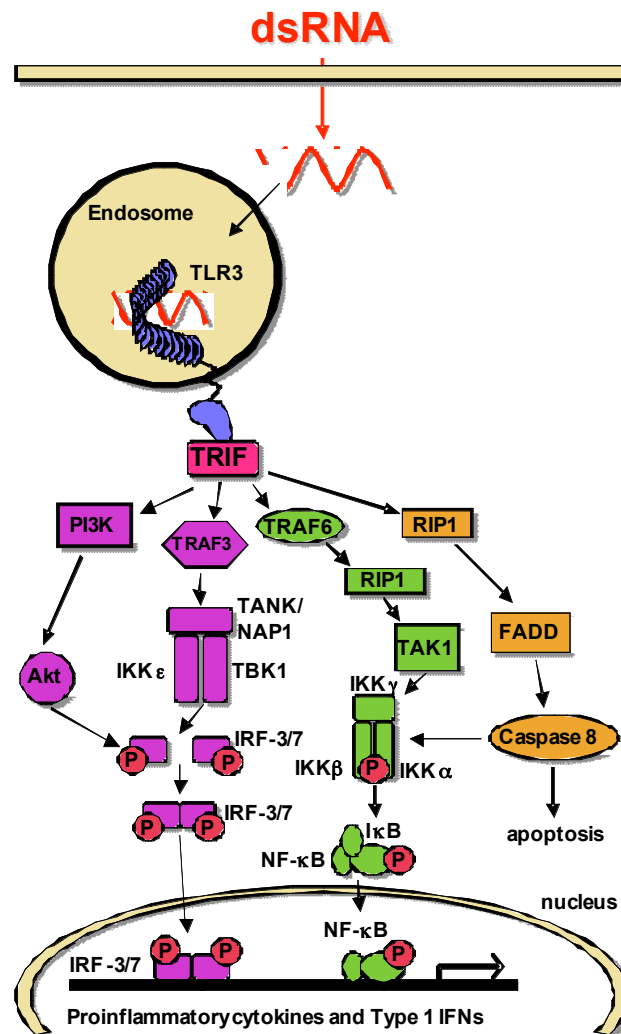 dsRNA
Endosome
TLR3
TRIF
PI3K
TRAF3
TRAF6
RIP1
RIP1
TANK/
NAP1
TAK1
FADD
IKK ε
TBK1
Akt
IKKγ
IRF-3/7
P
P
Caspase 8
IKKβ
P
IKKα
IRF-3/7
P
P
apoptosis
IκB
NF-κB
P
nucleus
NF-κB
P
P
P
IRF-3/7
Proinflammatory cytokines and Type 1 IFNs